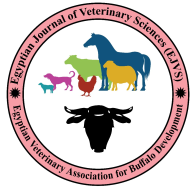 Egyptian Journal of Veterinary Sciences (EJVS)
Egyptian Veterinary Association for Buffalo Development